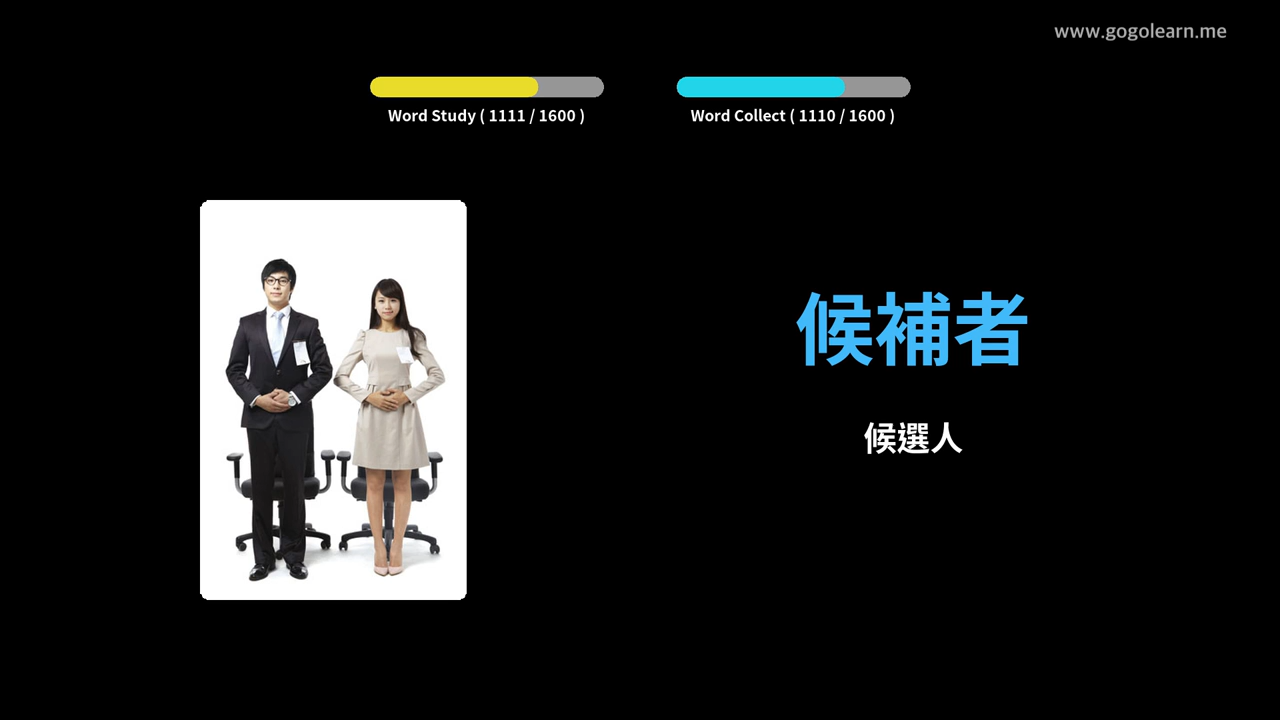 www.gogolearn.me
Word Study ( 1111 / 1600 )
Word Collect ( 1110 / 1600 )
候補者
候選人